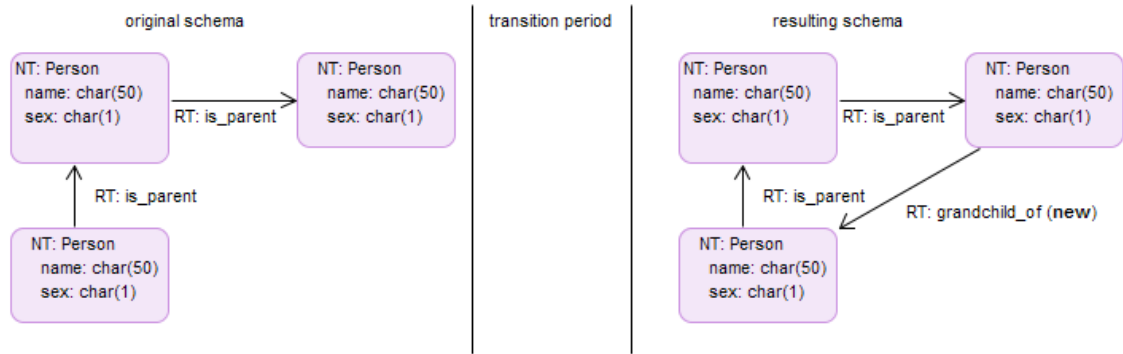 original schema
transition period
resulting schema
NT: Person
name: char(50)
sex: char(1)
RT: is_parent
NT: Person
name: char(50)
sex: char(1)
RT: is_parent
NT: Person
name: char(50)
sex: char(1)
NT: Person
name: char(50)
sex: char(1)
RT: is_parent
NT: Person
name: char(50)
sex: char(1)
RT: is_parent
RT: grandchild_of (new)
NT: Person
name: char(50)
sex: char(1)